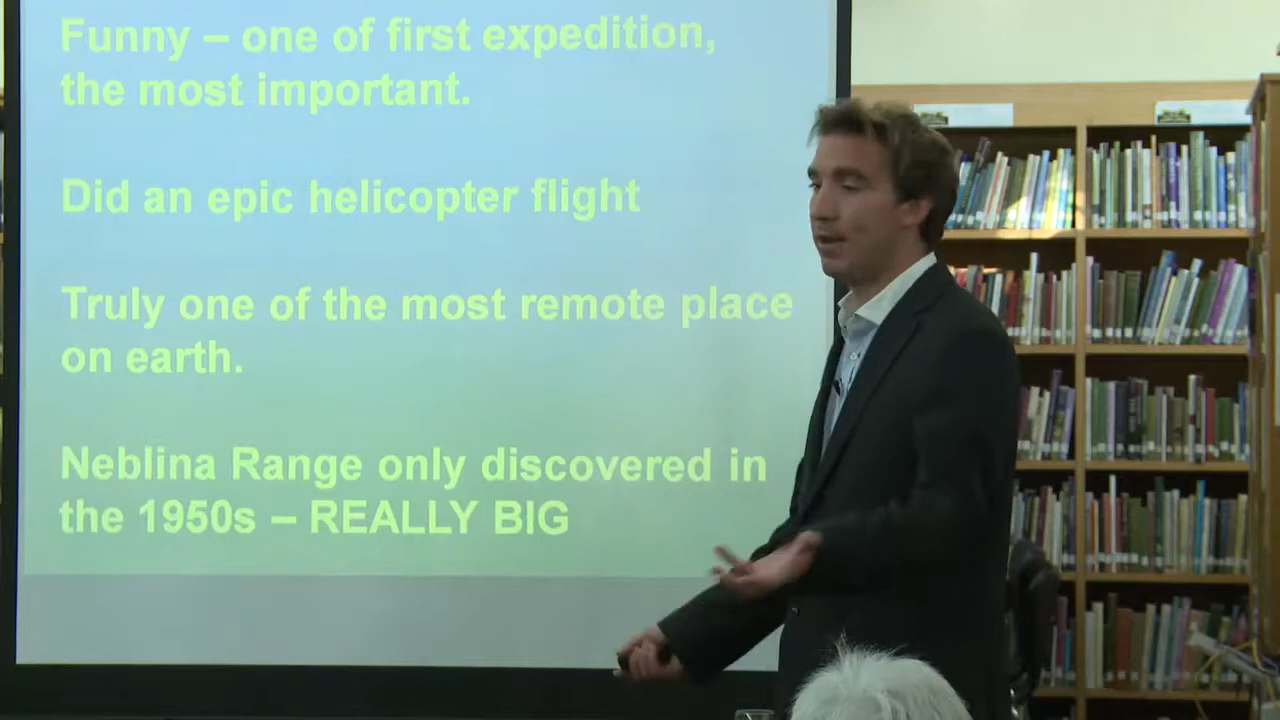 Funny – one of first expedition,
the most important.
Did an epic helicopter flight
Truly one of the most remote place
on earth.
Neblina Range only discovered in
the 1950s – REALLY BIG